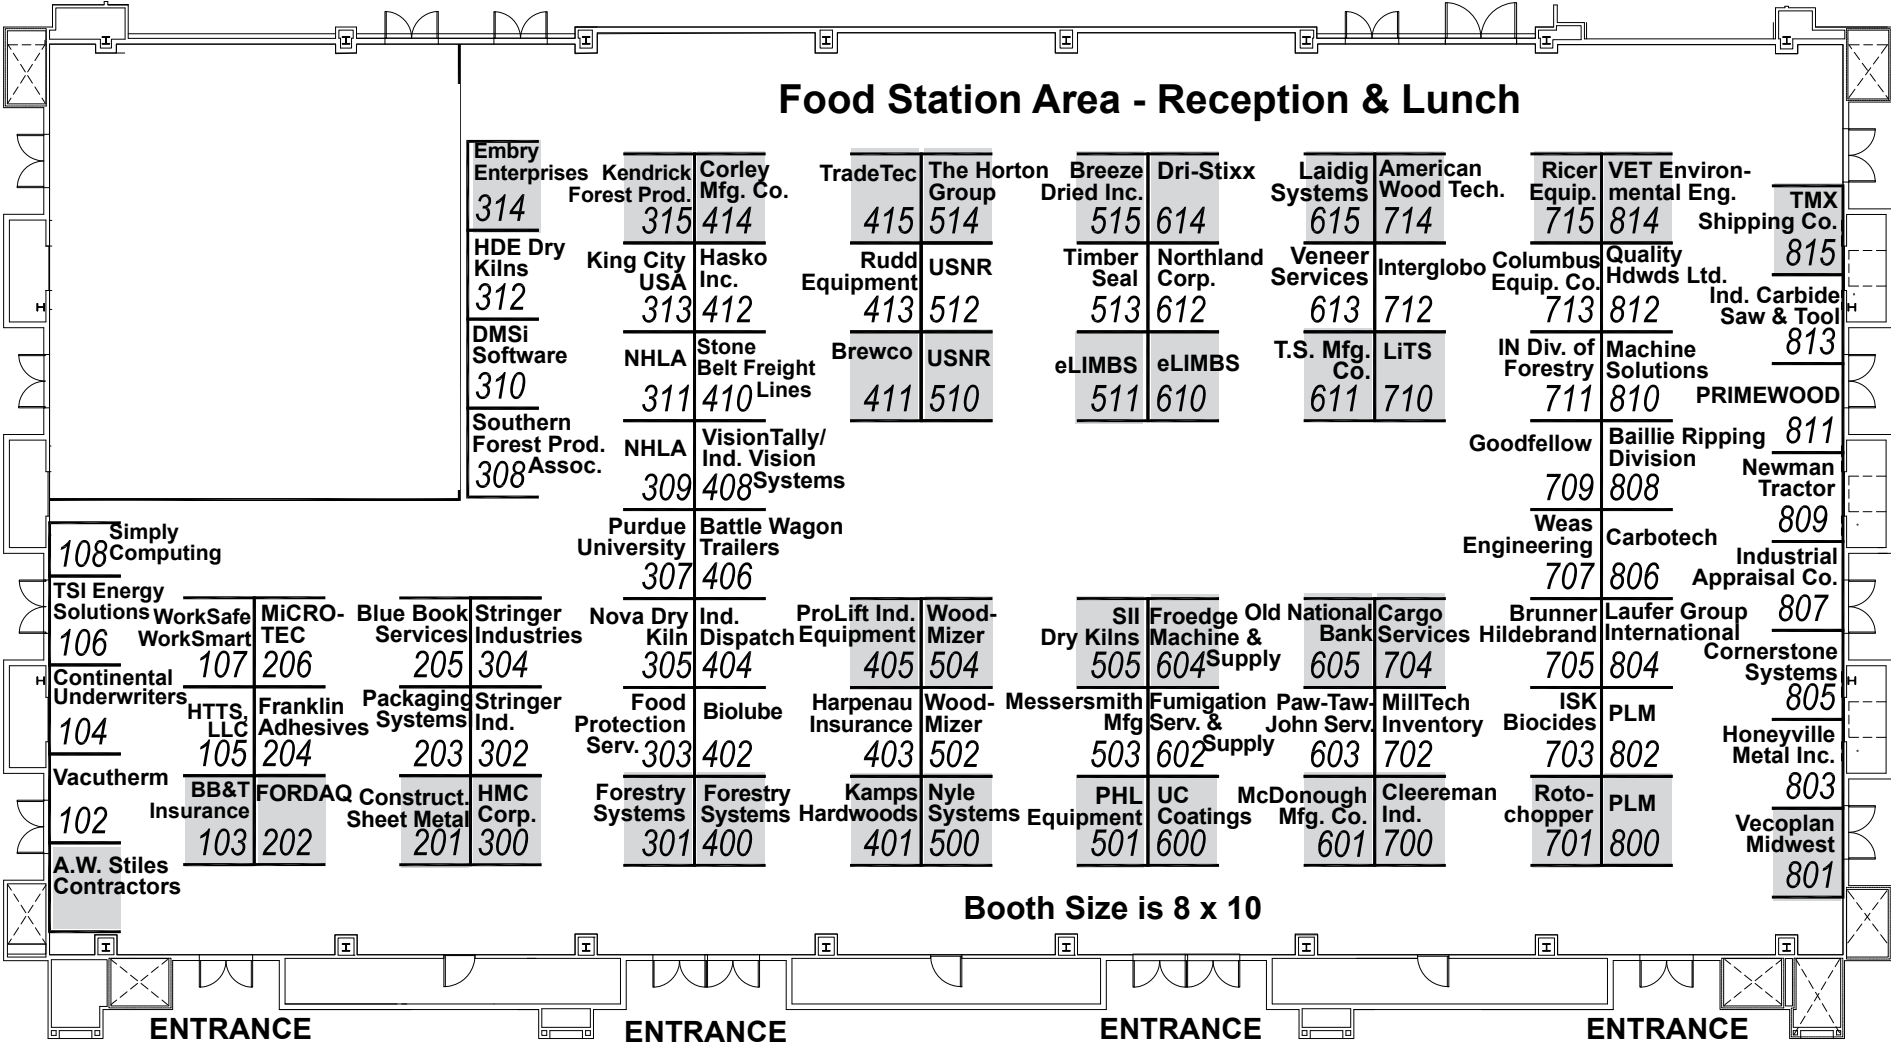 Food Station Area - Reception & Lunch
Embry
Enterprises
314
HDE Dry
Kilns
312
DMSi
Software
310
Southern
Forest Prod.
308 Assoc.
Kendrick
Forest Prod.
315
King City
USA
313
NHLA
311
NHLA
309
Purdue
University
307
Nova Dry
Kiln
305
Food
Protection
Serv. 303
Forestry
Systems
301
Corley
Mfg. Co.
414
Hasko
Inc.
412
Stone
Belt Freight
410 Lines
VisionTally/
Ind. Vision
408 Systems
Battle Wagon
Trailers
406
Ind.
Dispatch
404
Biolube
402
Forestry
Systems
400
TradeTec
415
Rudd
Equipment
413
Brewco
411
The Horton
Group
514
USNR
512
USNR
510
ProLift Ind.
Equipment
405
Harpenau
Insurance
403
Kamps
Hardwoods
401
Wood-
Mizer
504
Wood-
Mizer
502
Nyle
Systems
500
Breeze
Dried Inc.
515
Timber
Seal
513
eLIMBS
511
Dri-Stixx
614
Northland
Corp.
612
eLIMBS
610
SII
Dry Kilns
505
Messersmith
Mfg
503
PHL
Equipment
501
Froedge
Machine &
604 Supply
Fumigation
Serv. &
602 Supply
UC
Coatings
600
Laidig
Systems
615
Veneer
Services
613
T.S. Mfg.
Co.
611
American
Wood Tech.
714
Interglobo
712
LiTS
710
Old National
Bank
605
Paw-Taw-
John Serv.
603
McDonough
Mfg. Co.
601
Cargo
Services
704
MillTech
Inventory
702
Cleereman
Ind.
700
Ricer
Equip.
715
Columbus
Equip. Co.
713
IN Div. of
Forestry
711
Goodfellow
709
Weas
Engineering
707
Brunner
Hildebrand
705
ISK
Biocides
703
Roto-
chopper
701
VET Environ-
mental Eng.
814
Quality
Hdwds Ltd.
812
Machine
Solutions
810
Baillie Ripping
Division
808
Carbotech
806
Laufer Group
International
804
PLM
802
PLM
800
TMX
Shipping Co.
815
Ind. Carbide
Saw & Tool
813
PRIMEWOOD
811
Newman
Tractor
809
Industrial
Appraisal Co.
807
Cornerstone
Systems
805
Honeyville
Metal Inc.
803
Vecoplan
Midwest
801
Simply
108 Computing
TSI Energy
Solutions
106
Continental
Underwriters
104
Vacutherm
102
A.W. Stiles
Contractors
WorkSafe
WorkSmart
107
HTTS,
LLC
105
BB&T
Insurance
103
MiCRO-
TEC
206
Franklin
Adhesives
204
FORDAQ
202
Blue Book
Services
205
Packaging
Systems
203
Construct.
Sheet Metal
201
Stringer
Industries
304
Stringer
Ind.
302
HMC
Corp.
300
Booth Size is 8 x 10
ENTRANCE
ENTRANCE
ENTRANCE
ENTRANCE